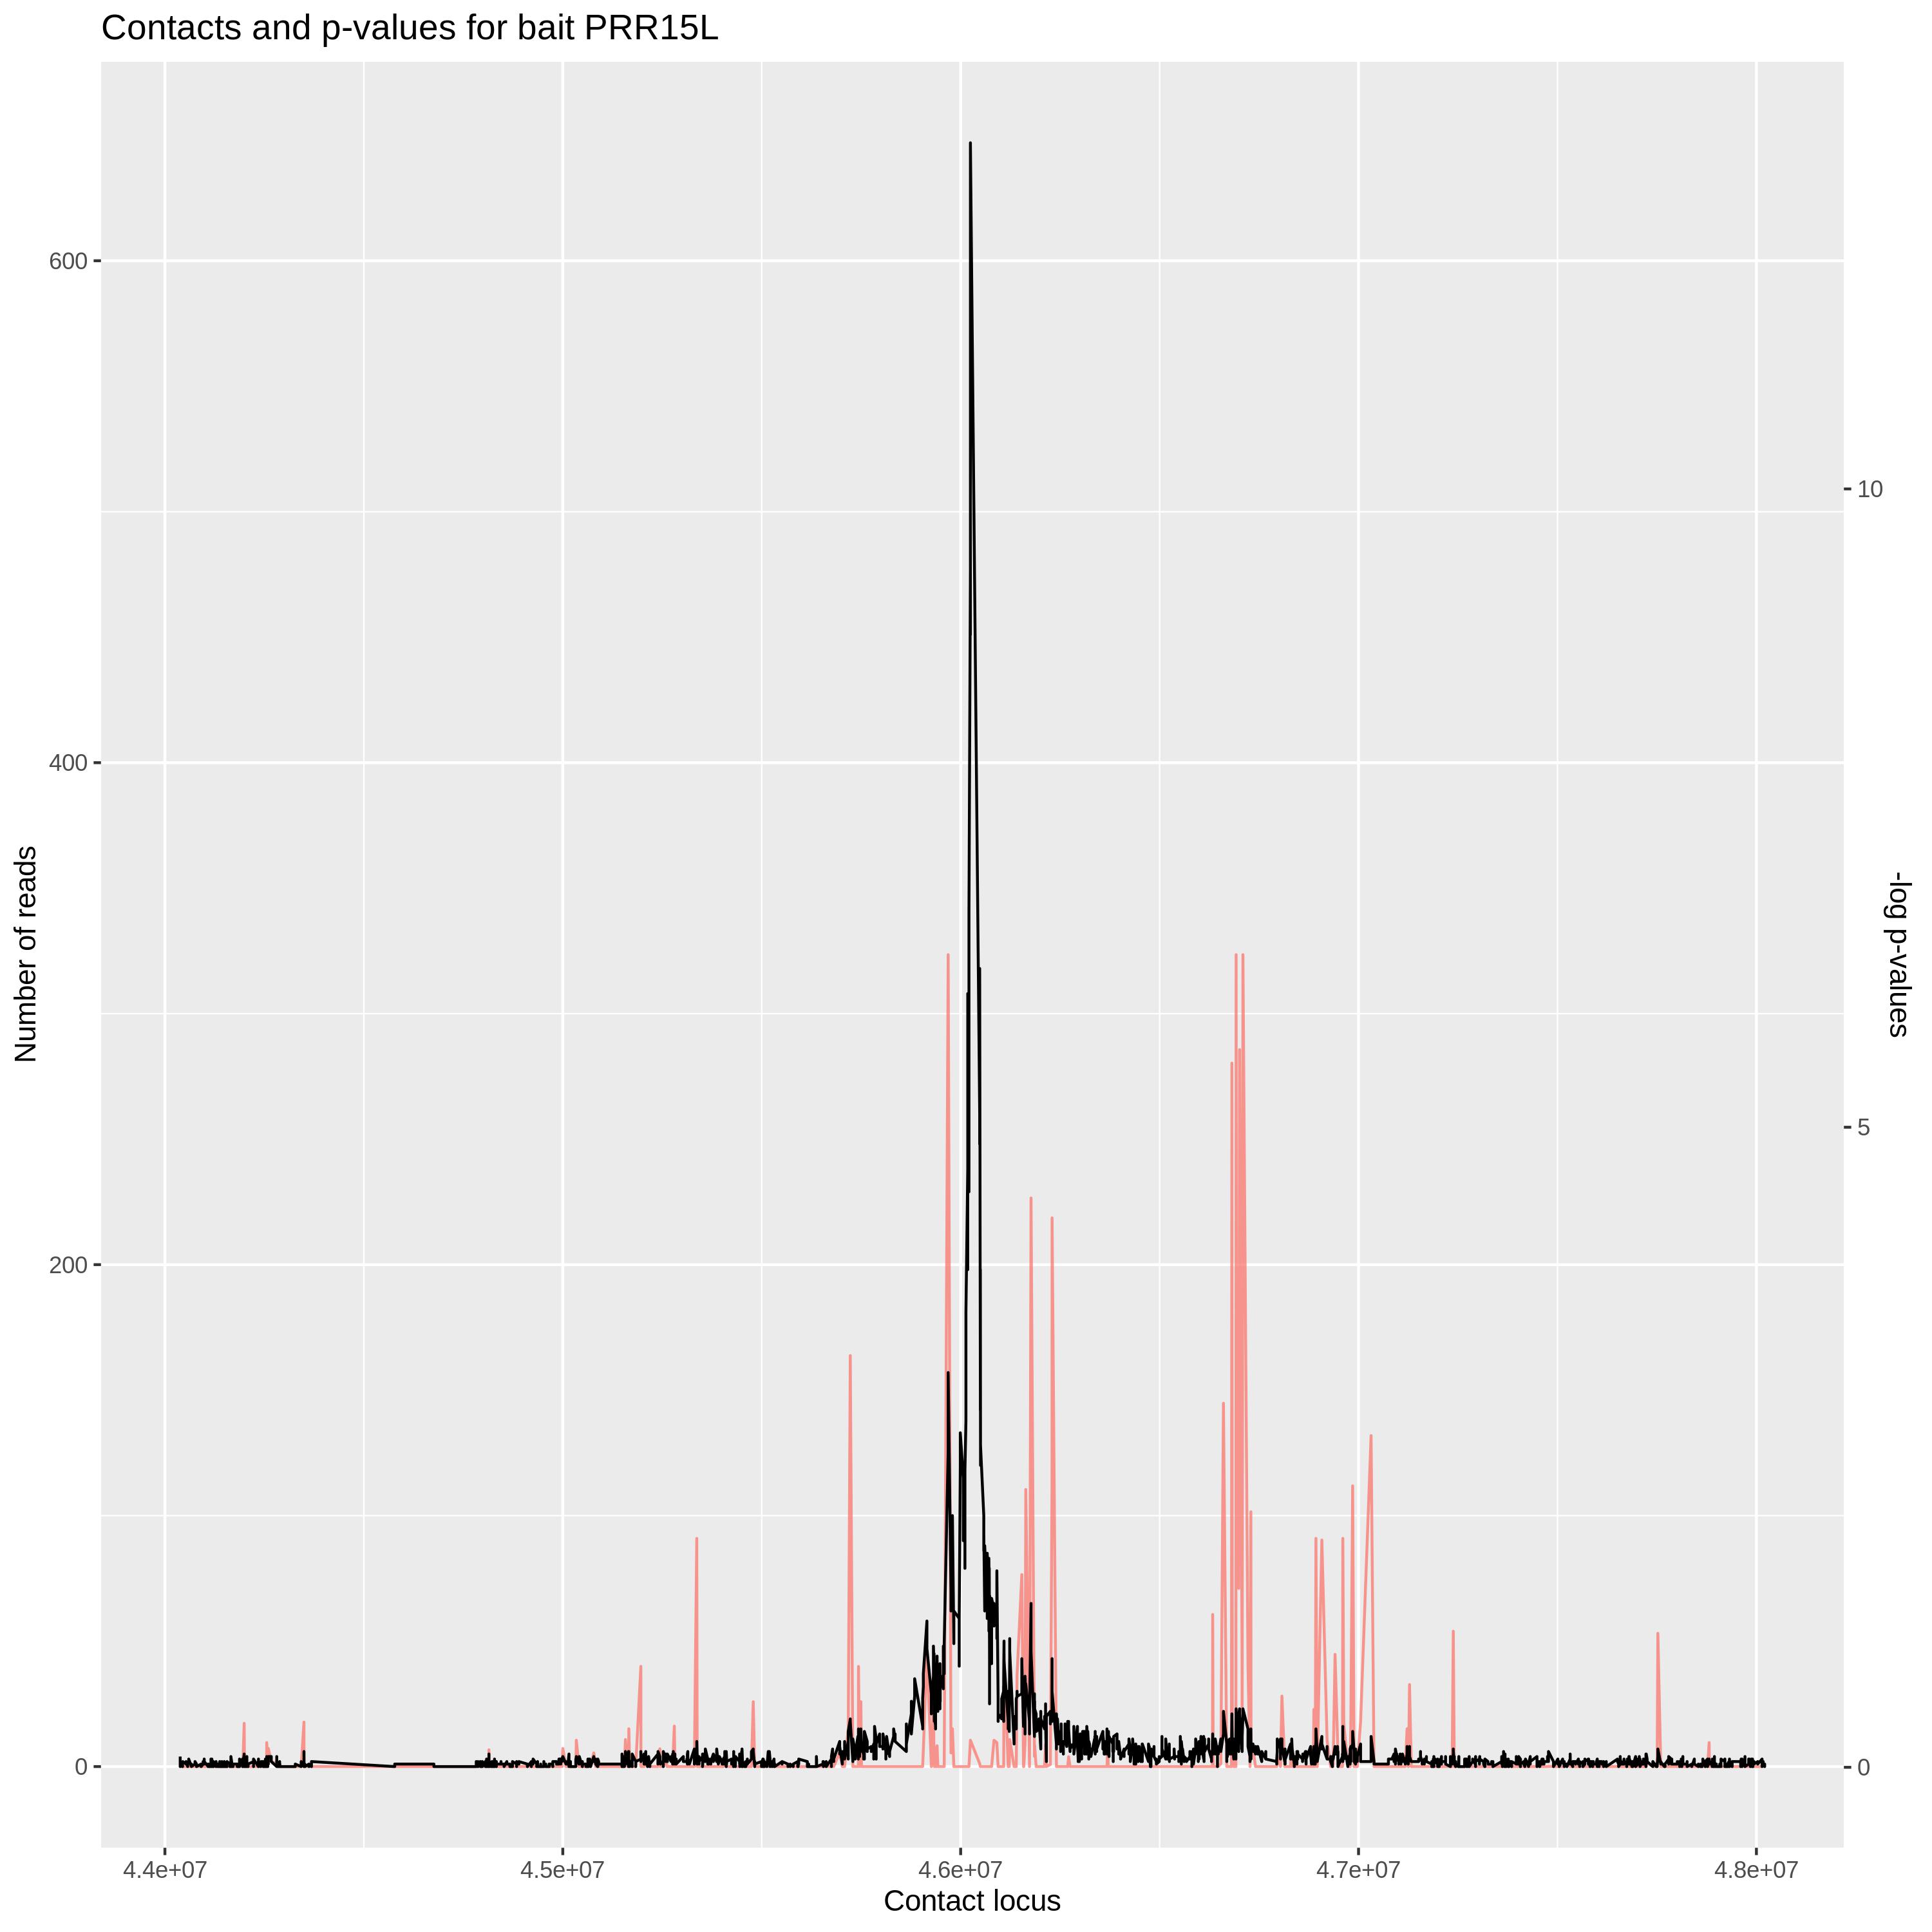 Contacts and p-values for bait PRR15L
600
400
200
0
Number of reads
10
5
0
-log p-values
4.4e+07
4.5e+07
4.6e+07
4.7e+07
4.8e+07
Contact locus